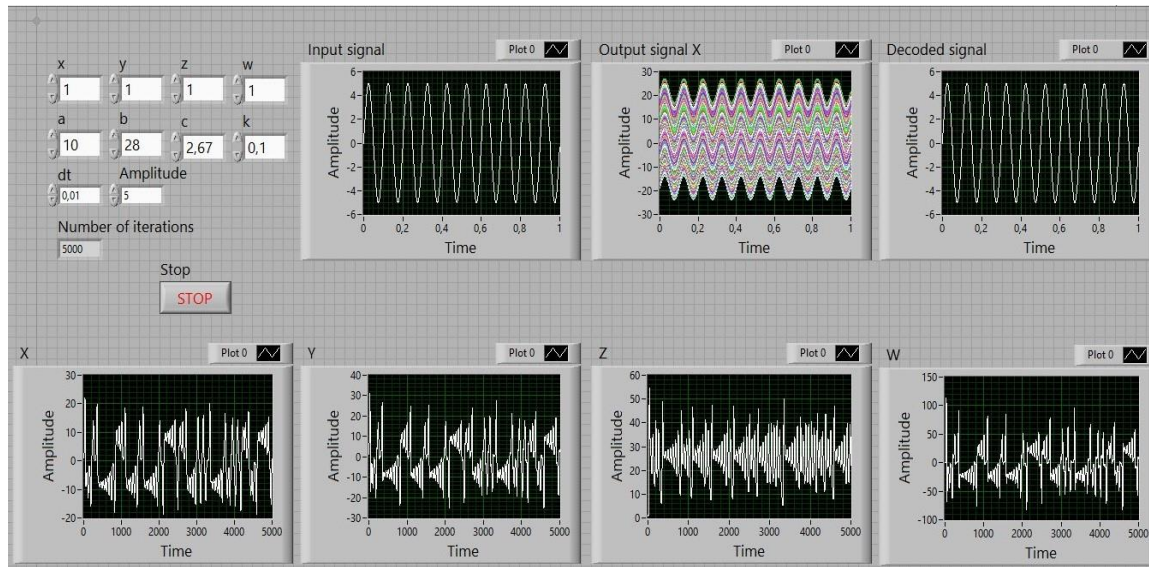 x y z w
1 1 1 1
a b c k
10 28 2,67 0,1
dt Amplitude
0,01 5
Number of iterations
5000
Stop
STOP
Input signal Plot 0
Amplitude
6
4
2
0
-2
-4
-6
0 0,2 0,4 0,6 0,8 1
Time
Output signal X Plot 0
Amplitude
30
20
10
0
-10
-20
-30
0 0,2 0,4 0,6 0,8 1
Time
Decoded signal Plot 0
Amplitude
6
4
2
0
-2
-4
-6
0 0,2 0,4 0,6 0,8 1
Time
X Plot 0
Amplitude
30
20
10
0
-10
-20
0 1000 2000 3000 4000 5000
Time
Y Plot 0
Amplitude
40
30
20
10
0
-10
-20
-30
0 1000 2000 3000 4000 5000
Time
Z Plot 0
Amplitude
60
50
40
30
20
10
0
0 1000 2000 3000 4000 5000
Time
W Plot 0
Amplitude
150
100
50
0
-50
-100
0 1000 2000 3000 4000 5000
Time